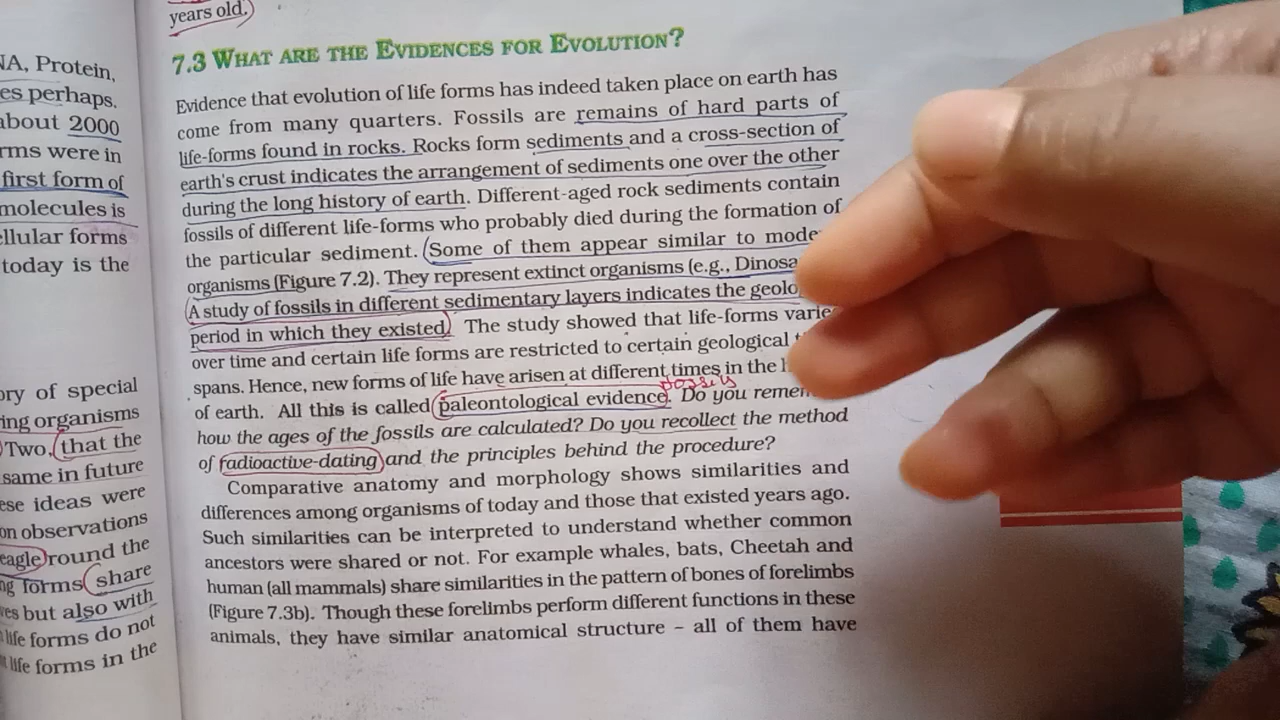 years old.
NA, Protein,
es perhaps.
about 2000
rms were in
first form of
molecules is
ellular forms
today is the
ory of special
ing organisms
Two, that the
same in future
ese ideas were
on observations
eagle round the
ng forms share
es but also with
life forms do not
life forms in the
7.3 WHAT ARE THE EVIDENCES FOR EVOLUTION?
Evidence that evolution of life forms has indeed taken place on earth has
come from many quarters. Fossils are remains of hard parts of
life-forms found in rocks. Rocks form sediments and a cross-section of
earth's crust indicates the arrangement of sediments one over the other
during the long history of earth. Different-aged rock sediments contain
fossils of different life-forms who probably died during the formation of
the particular sediment. Some of them appear similar to mode
organisms (Figure 7.2). They represent extinct organisms (e.g., Dinosa
A study of fossils in different sedimentary layers indicates the geolo
period in which they existed. The study showed that life-forms varie
over time and certain life forms are restricted to certain geological
spans. Hence, new forms of life have arisen at different times in the
fossils
of earth. All this is called paleontological evidence. Do you remem
how the ages of the fossils are calculated? Do you recollect the method
of radioactive-dating and the principles behind the procedure?
Comparative anatomy and morphology shows similarities and
differences among organisms of today and those that existed years ago.
Such similarities can be interpreted to understand whether common
ancestors were shared or not. For example whales, bats, Cheetah and
human (all mammals) share similarities in the pattern of bones of forelimbs
(Figure 7.3b). Though these forelimbs perform different functions in these
animals, they have similar anatomical structure – all of them have